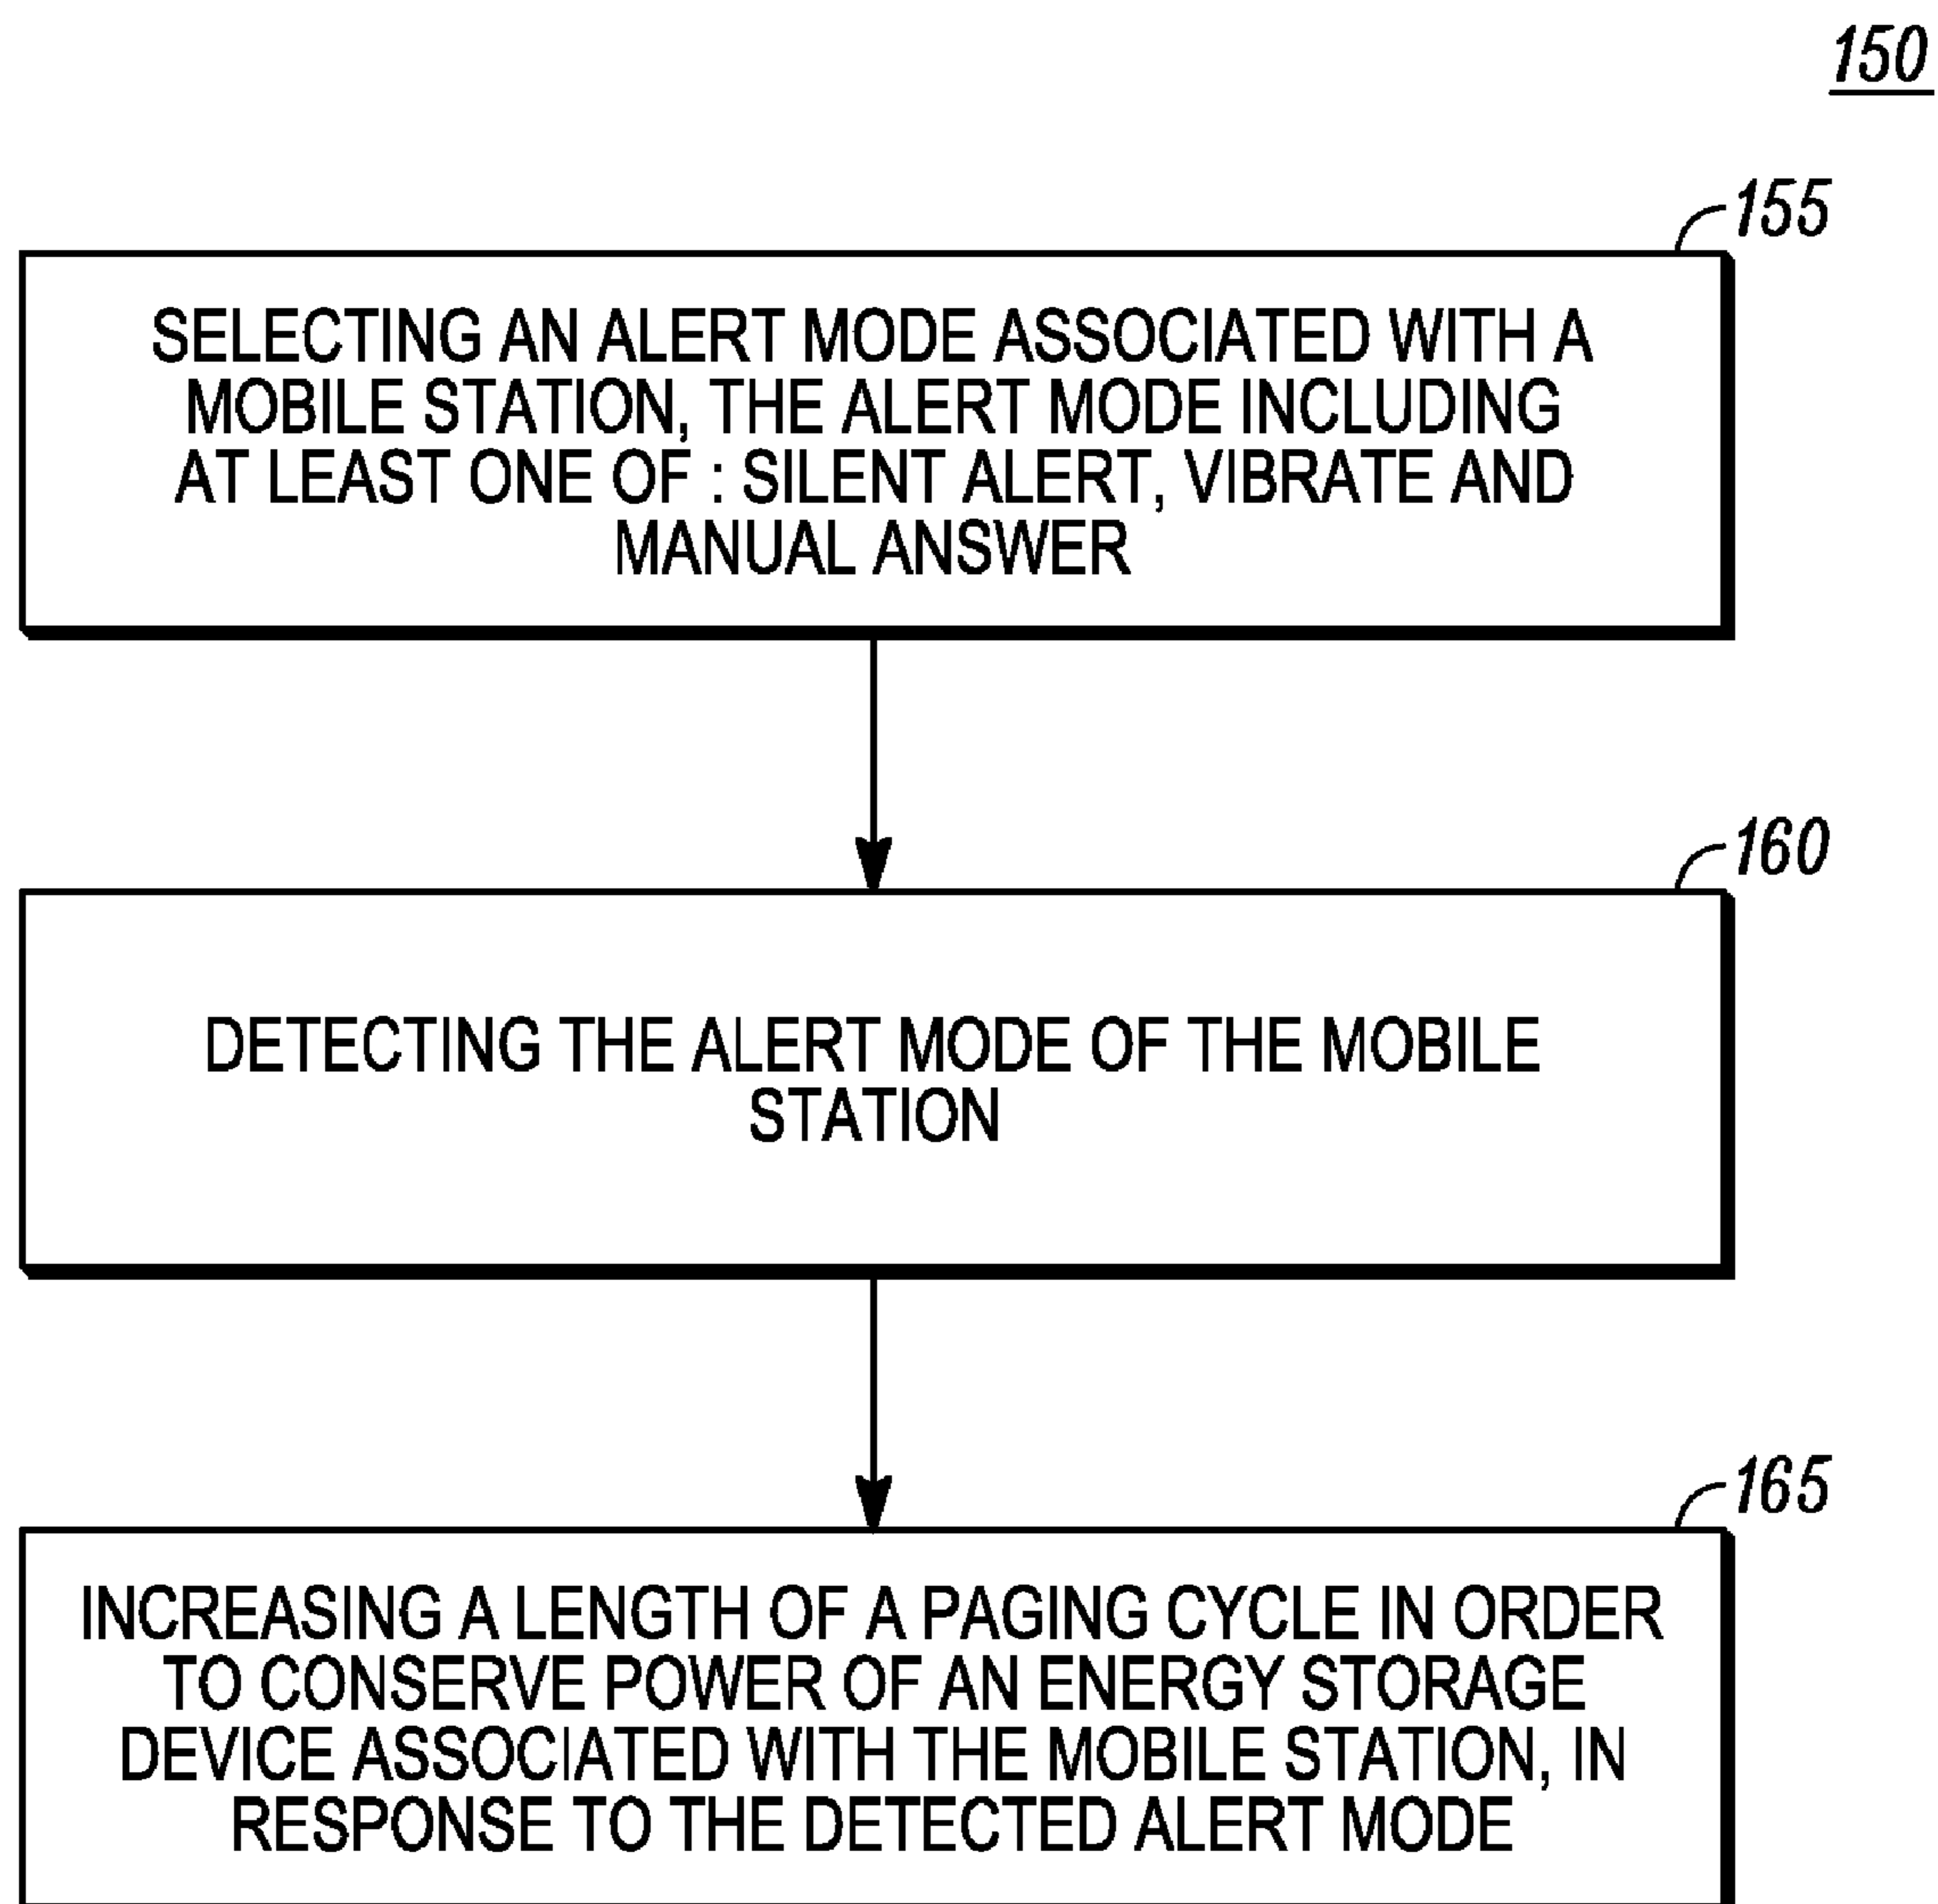 150
155
SELECTING AN ALERT MODE ASSOCIATED WITH A
MOBILE STATION, THE ALERT MODE INCLUDING
AT LEAST ONE OF : SILENT ALERT, VIBRATE AND
MANUAL ANSWER
160
DETECTING THE ALERT MODE OF THE MOBILE
STATION
165
INCREASING A LENGTH OF A PAGING CYCLE IN ORDER
TO CONSERVE POWER OF AN ENERGY STORAGE
DEVICE ASSOCIATED WITH THE MOBILE STATION, IN
RESPONSE TO THE DETECTED ALERT MODE